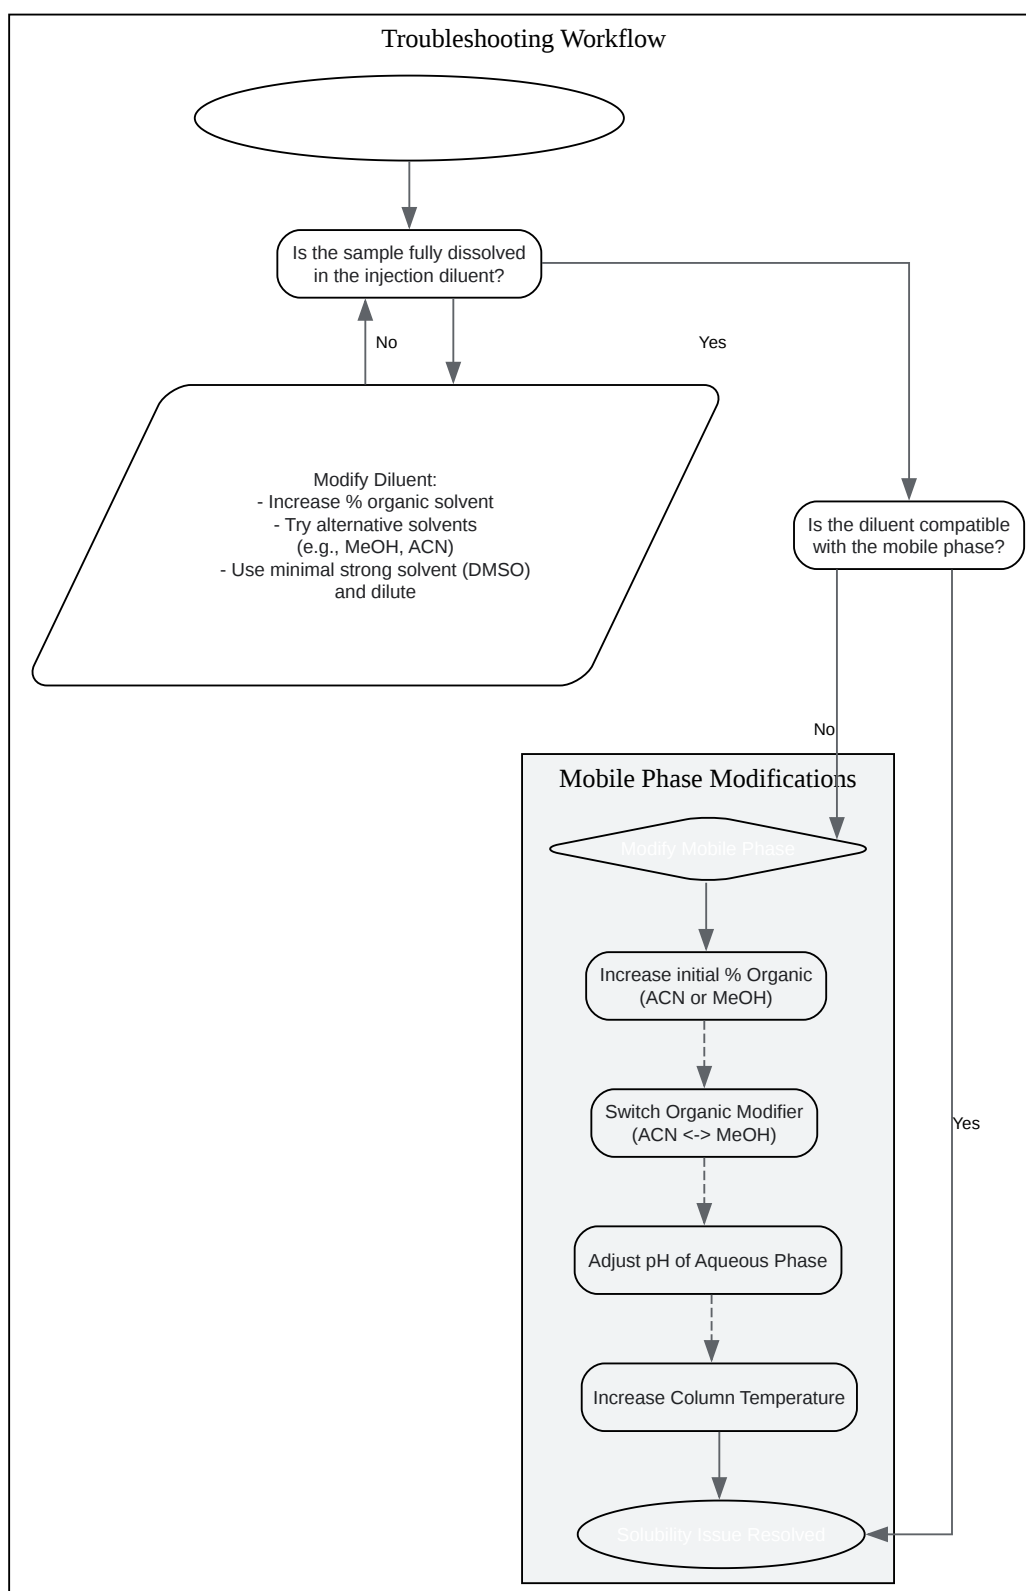 Troubleshooting Workflow
Is the sample fully dissolved
in the injection diluent?
No
Yes
Modify Diluent:
- Increase % organic solvent
- Try alternative solvents
(e.g., MeOH, ACN)
- Use minimal strong solvent (DMSO)
and dilute
Is the diluent compatible
with the mobile phase?
No
Mobile Phase Modifications
Modify Mobile Phase
Increase initial % Organic
(ACN or MeOH)
Switch Organic Modifier
(ACN <-> MeOH)
Yes
Adjust pH of Aqueous Phase
Increase Column Temperature
Solubility Issue Resolved